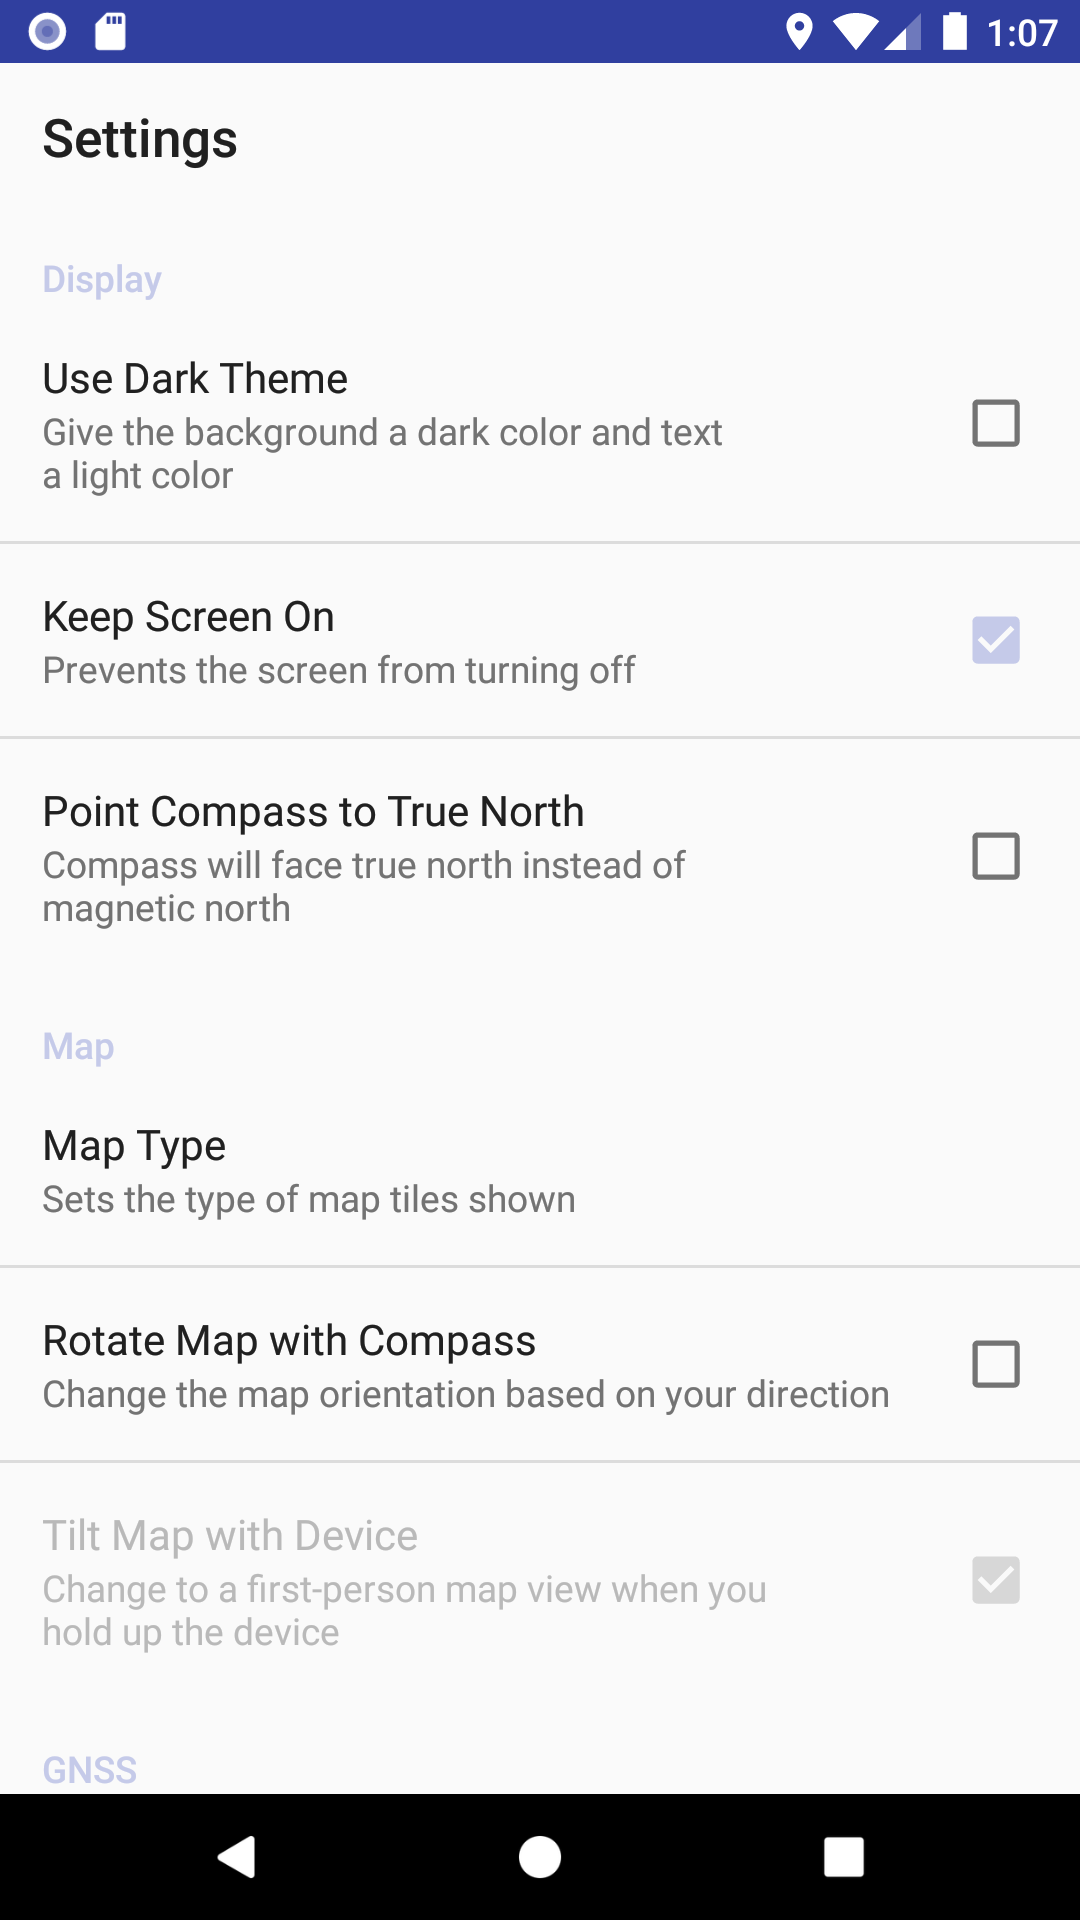 1:07
Settings
Display
Use Dark Theme
Give the background a dark color and text
a light color
Keep Screen On
Prevents the screen from turning off
Point Compass to True North
Compass will face true north instead of
magnetic north
Map
Map Type
Sets the type of map tiles shown
Rotate Map with Compass
Change the map orientation based on your direction
Tilt Map with Device
Change to a first-person map view when you
hold up the device
GNSS